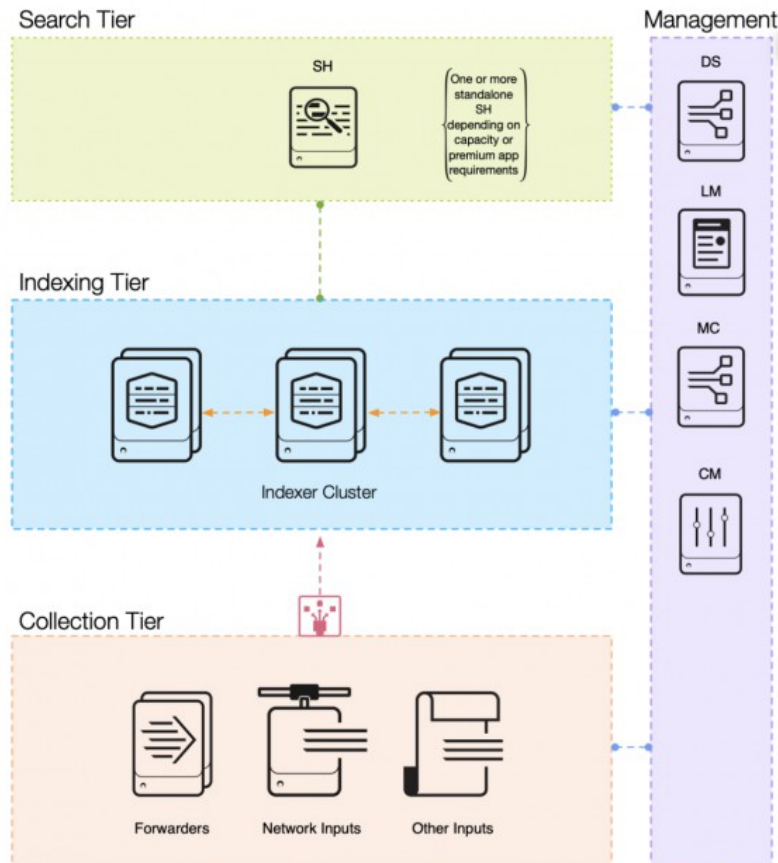 Search Tier
Management
SH
One or more
standalone
SH
depending on
capacity or
premium app
requirements
DS
LM
Indexing Tier
MC
Indexer Cluster
CM
Collection Tier
Forwarders
Network Inputs
Other Inputs